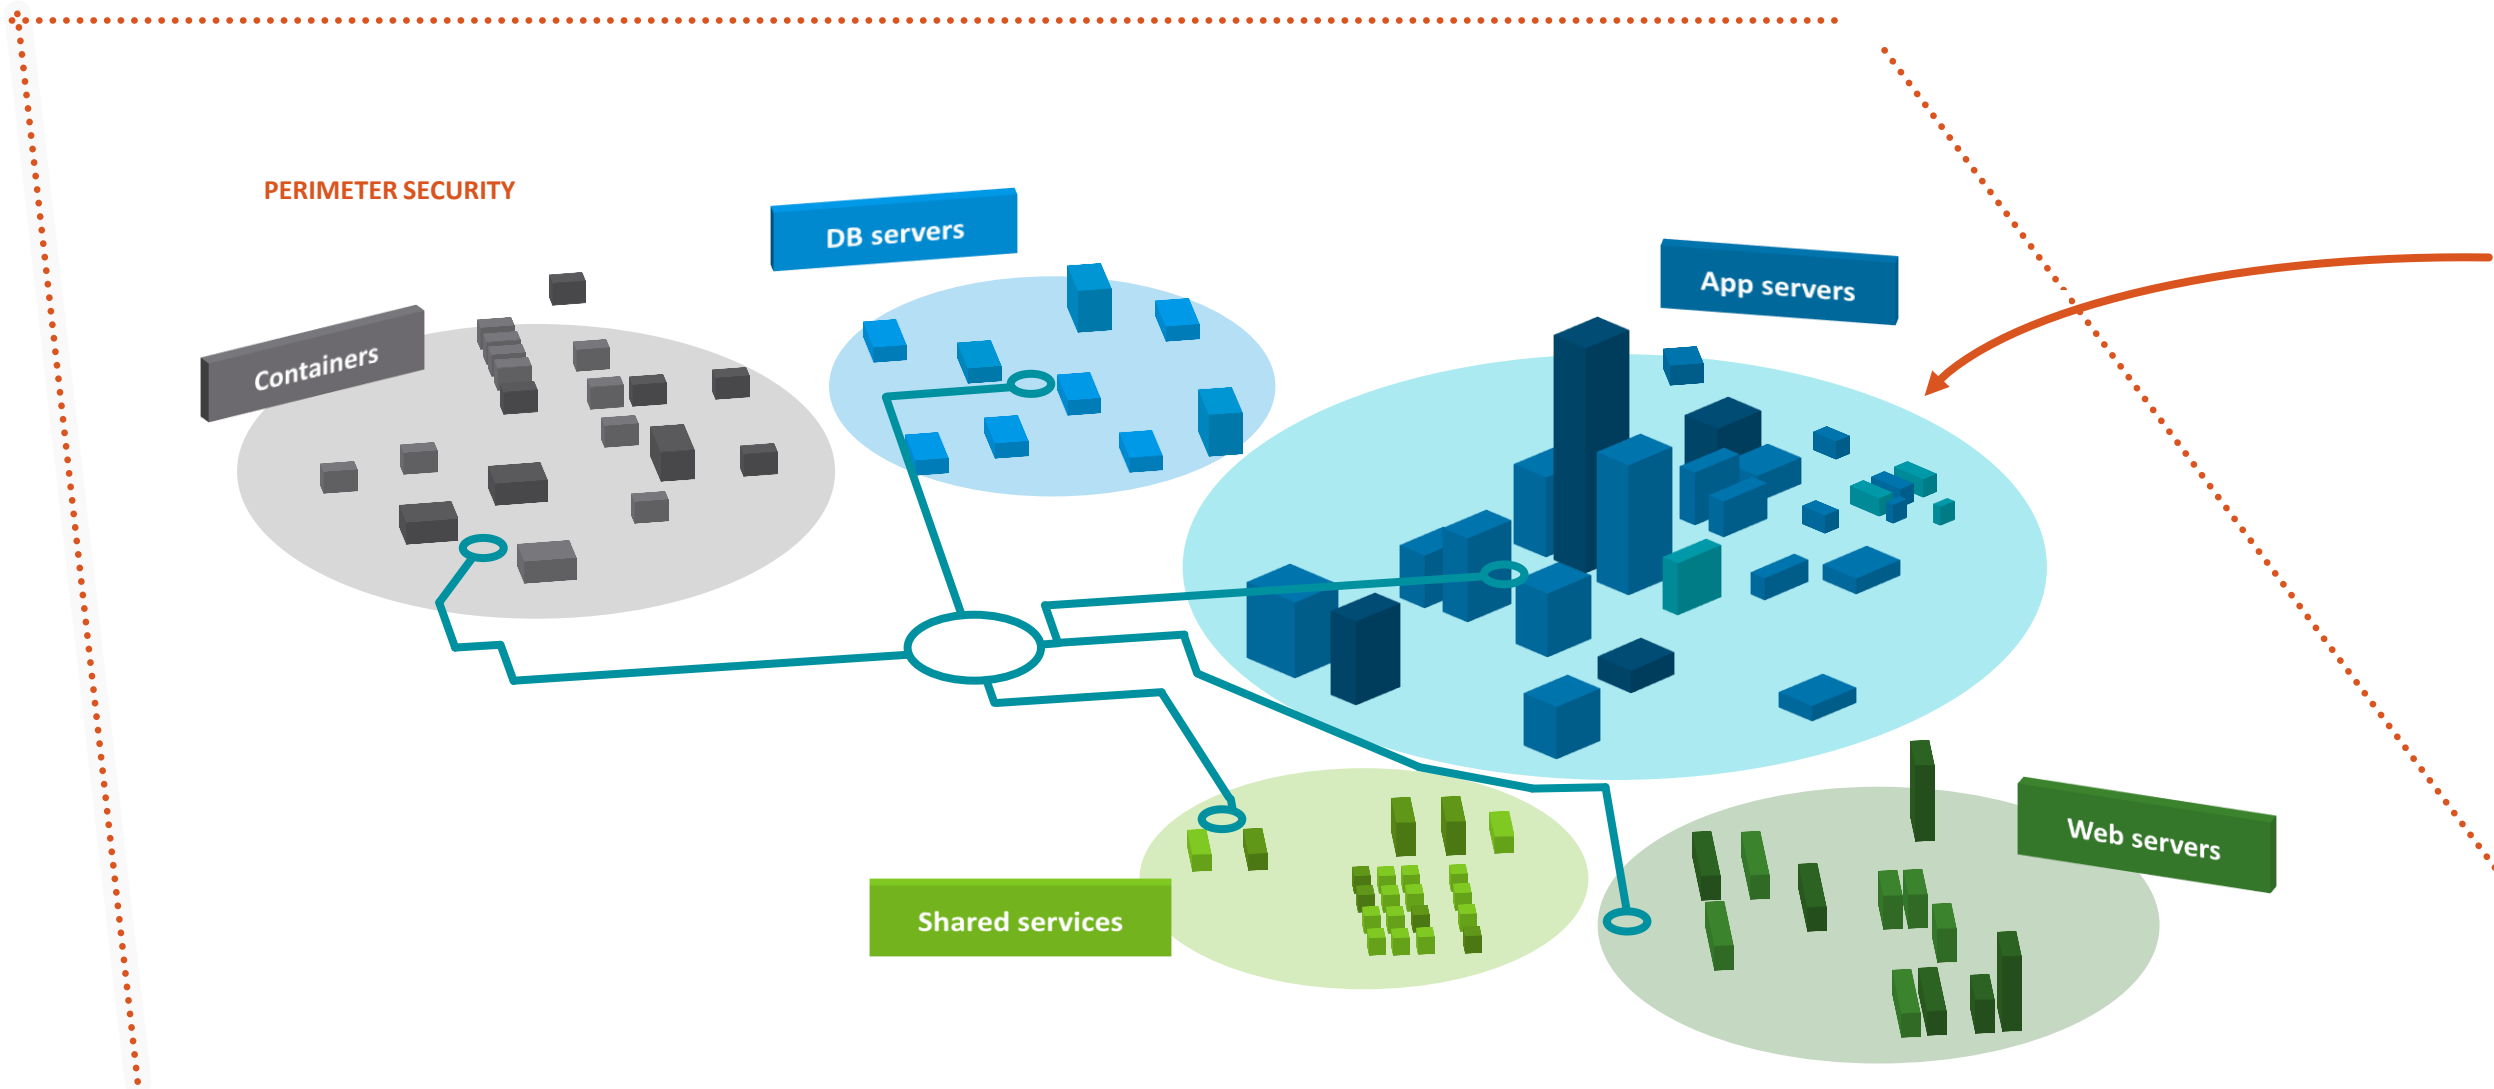 PERIMETER SECURITY
DB servers
App servers
Containers
Web servers
Shared services